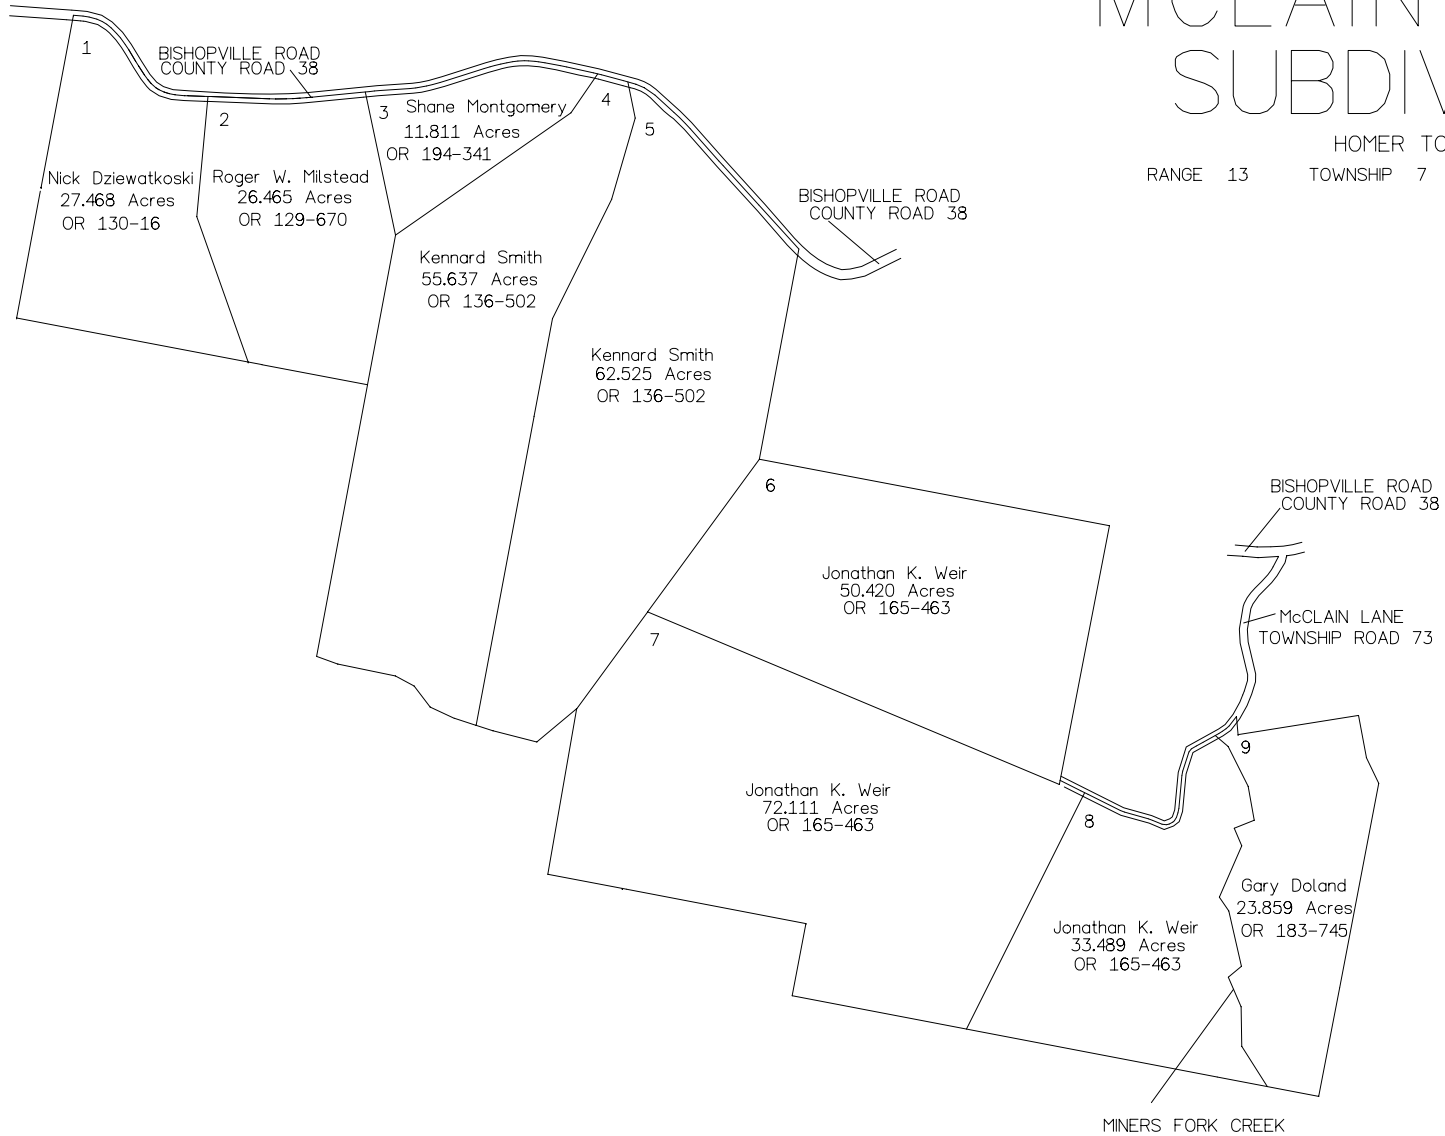 MCLAIN
SUBDIV
HOMER TO
RANGE 13 TOWNSHIP 7
1
BISHOPVILLE ROAD
COUNTY ROAD 38
2
3
4
5
Shane Montgomery
11.811 Acres
OR 194-341
Nick Dziewatkoski
27.468 Acres
OR 130-16
Roger W. Milstead
26.465 Acres
OR 129-670
BISHOPVILLE ROAD
COUNTY ROAD 38
Kennard Smith
55.637 Acres
OR 136-502
Kennard Smith
62.525 Acres
OR 136-502
6
BISHOPVILLE ROAD
COUNTY ROAD 38
Jonathan K. Weir
50.420 Acres
OR 165-463
McCLAIN LANE
TOWNSHIP ROAD 73
7
9
Jonathan K. Weir
72.111 Acres
OR 165-463
8
Gary Doland
23.859 Acres
OR 183-745
Jonathan K. Weir
33.489 Acres
OR 165-463
MINERS FORK CREEK